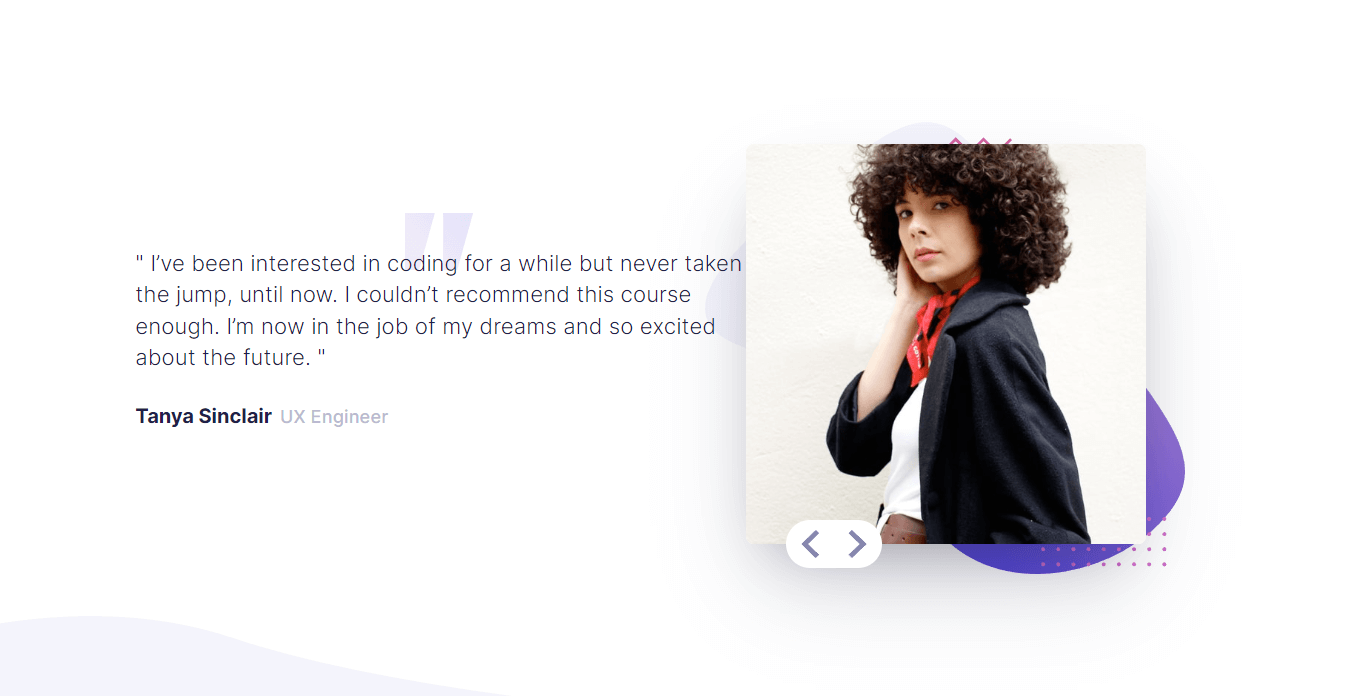 " I’ve been interested in coding for a while but never taken
the jump, until now. I couldn’t recommend this course
enough. I’m now in the job of my dreams and so excited
about the future. "
Tanya Sinclair UX Engineer